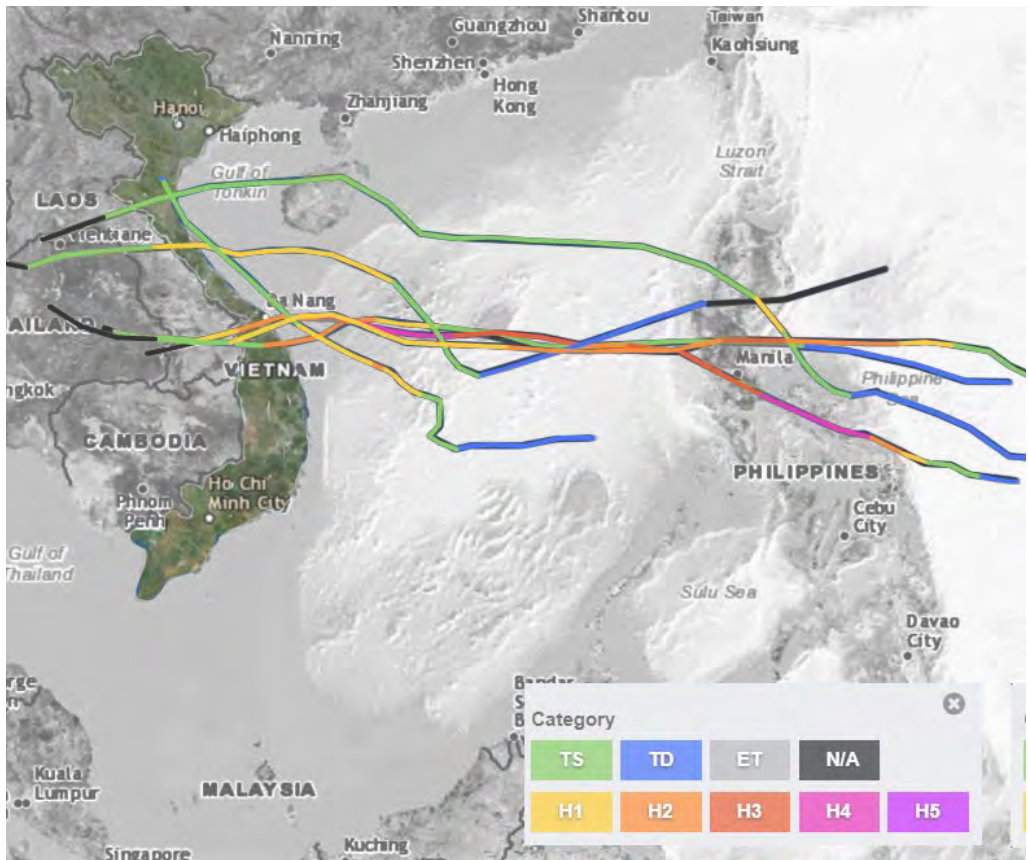 Taiwan
Shantou
Guangzhou
Nanning
Kaohsiung
Shenzhen
Hong
Kong
Zhanjiang
Hanoi
Haiphong
Luzon
Strait
Gulf of
Tonkin
LAOS
Vientiane
Da Nang
THAILAND
VIETNAM
Manila
Philippine
Sea
CAMBODIA
PHILIPPINES
Ho Chi
Minh City
Phnom
Penh
Cebu
City
Gulf of
Thailand
Sulu Sea
Davao
City
Bandar
Category
TS
TD
ET
N/A
H1
H2
H3
H4
H5
Kuala
Lumpur
MALAYSIA
Kuching
Singapore